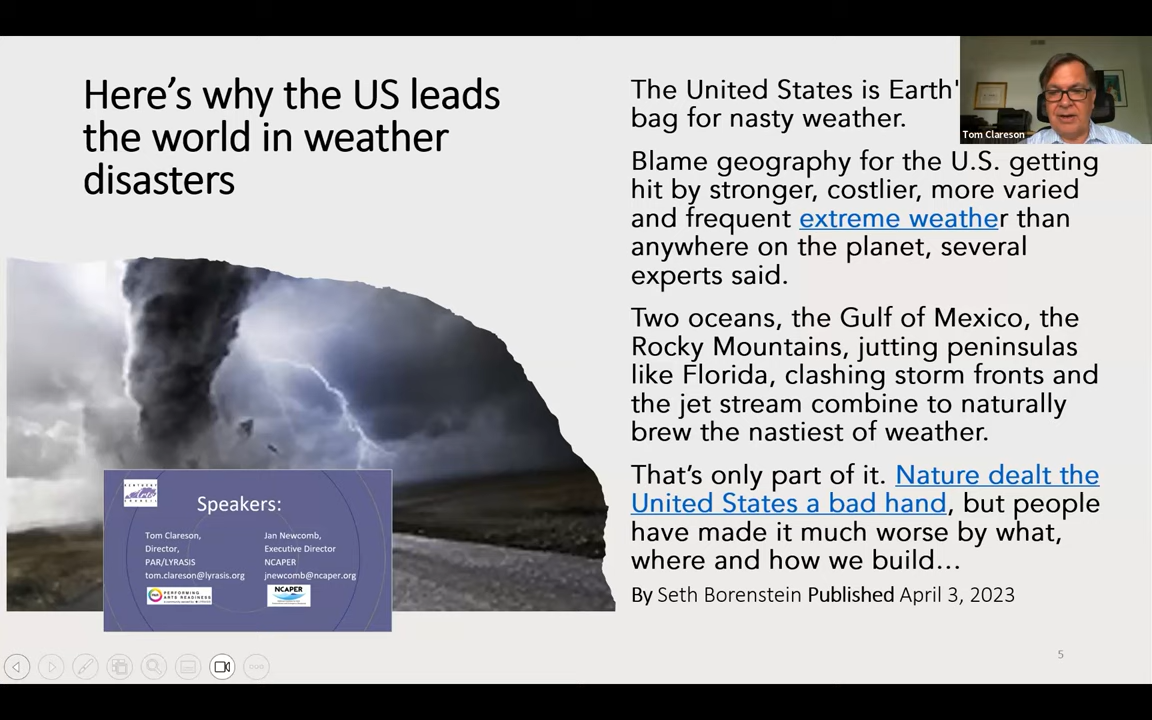 Here's why the US leads
the world in weather
disasters
The United States is Earth'
bag for nasty weather.
Blame geography for the U.S. getting
hit by stronger, costlier, more varied
and frequent extreme weather than
anywhere on the planet, several
experts said.
Two oceans, the Gulf of Mexico, the
Rocky Mountains, jutting peninsulas
like Florida, clashing storm fronts and
the jet stream combine to naturally
brew the nastiest of weather.
That's only part of it. Nature dealt the
United States a bad hand, but people
have made it much worse by what,
where and how we build…
By Seth Borenstein Published April 3, 2023
Tom Clareson
KENTUCKY
Arts
COUNCIL
Speakers:
Tom Clareson,
Director,
PAR/LYRASIS
tom.clareson@lyrasis.org
PERFORMING
ARTS READINESS
Jan Newcomb,
Executive Director
NCAPER
jnewcomb@ncaper.org
NCAPER
5